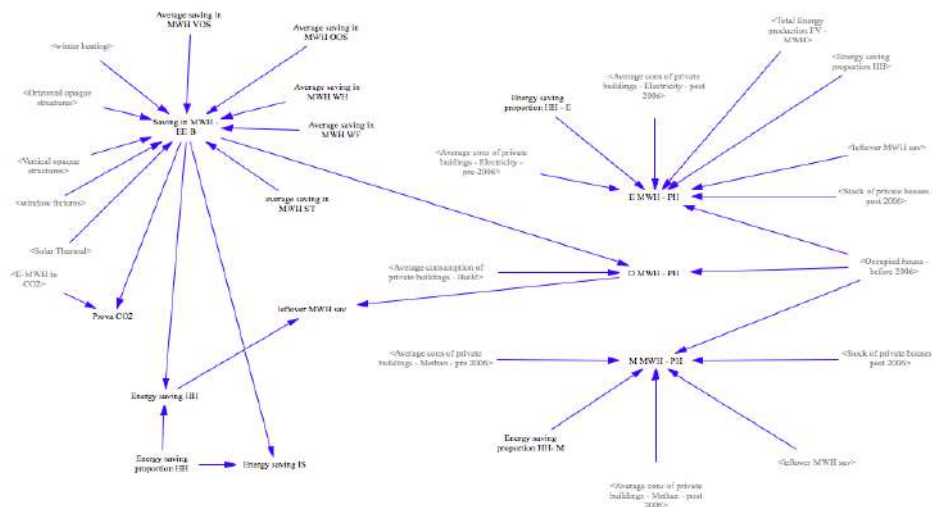 Average saving in
MWH VOS
Average saving in
MWH OOS
<winter heating>
<Orizontal opaque
structures>
Average saving in
MWH WH
Saving in MWH -
EE B
Average saving in
MWH WF
<Vertical opaque
structures>
<window fixtures>
average saving in
MWH ST
<Solar Thermal>
<E-MWH in
CO2>
Prova CO2
leftover MWH sav
Energy saving HH
Energy saving
proportion HH
Energy saving IS
<Total Energy
production PV -
MWH>
<Energy saving
proportion HH>
<Average cons of private
buildings - Electricity - post
2006>
Energy saving
proportion HH - E
<Average cons of private
buildings - Electricity -
pre 2006>
<leftover MWH sav>
E MWH - PH
<Stock of private houses
post 2006>
<Average consumption of
private buildings -
MWH - PH
<Occupied house -
before 2006>
<Average cons of private
buildings - Methan - pre 2006>
M MWH - PH
<Stock of private houses
post 2006>
Energy saving
proportion HH- M
<leftover MWH sav>
<Average cons of private
buildings - Methan - post
2006>